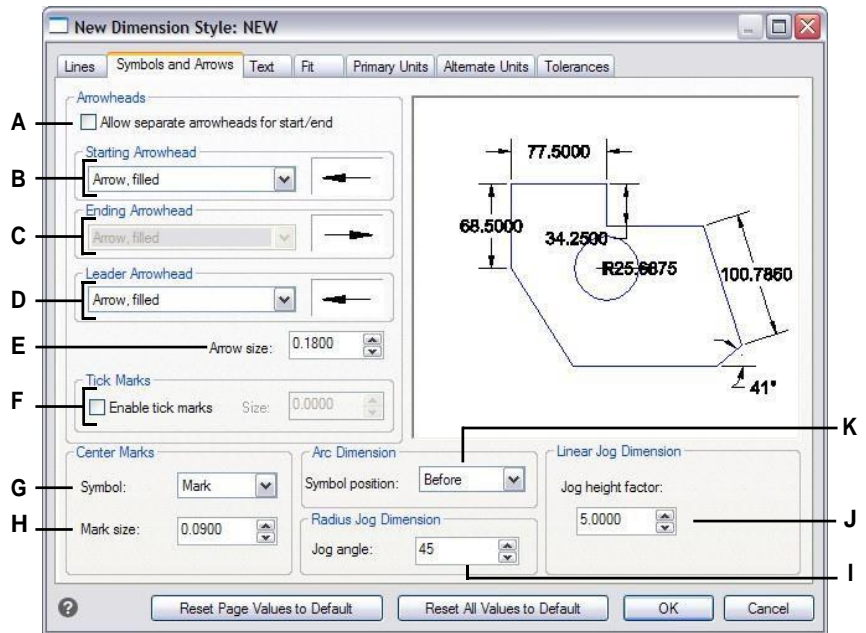 New Dimension Style: NEW
Lines Symbols and Arrows Text Fit Primary Units Alternate Units Tolerances
Arrowheads
A
Allow separate arrowheads for start/end
Starting Arrowhead
B
Arrow, filled
Ending Arrowhead
C
Arrow, filled
Leader Arrowhead
D
Arrow, filled
E
Arrow size: 0.1800
Tick Marks
F
Enable tick marks Size: 0.0000
77.5000
68.5000
34.2500
R25.6875
100.7860
41°
K
Center Marks
G
Symbol: Mark
H
Mark size: 0.0900
Arc Dimension
Symbol position: Before
Radius Jog Dimension
Jog angle: 45
I
Linear Jog Dimension
Jog height factor:
5.0000
J
? Reset Page Values to Default Reset All Values to Default OK Cancel